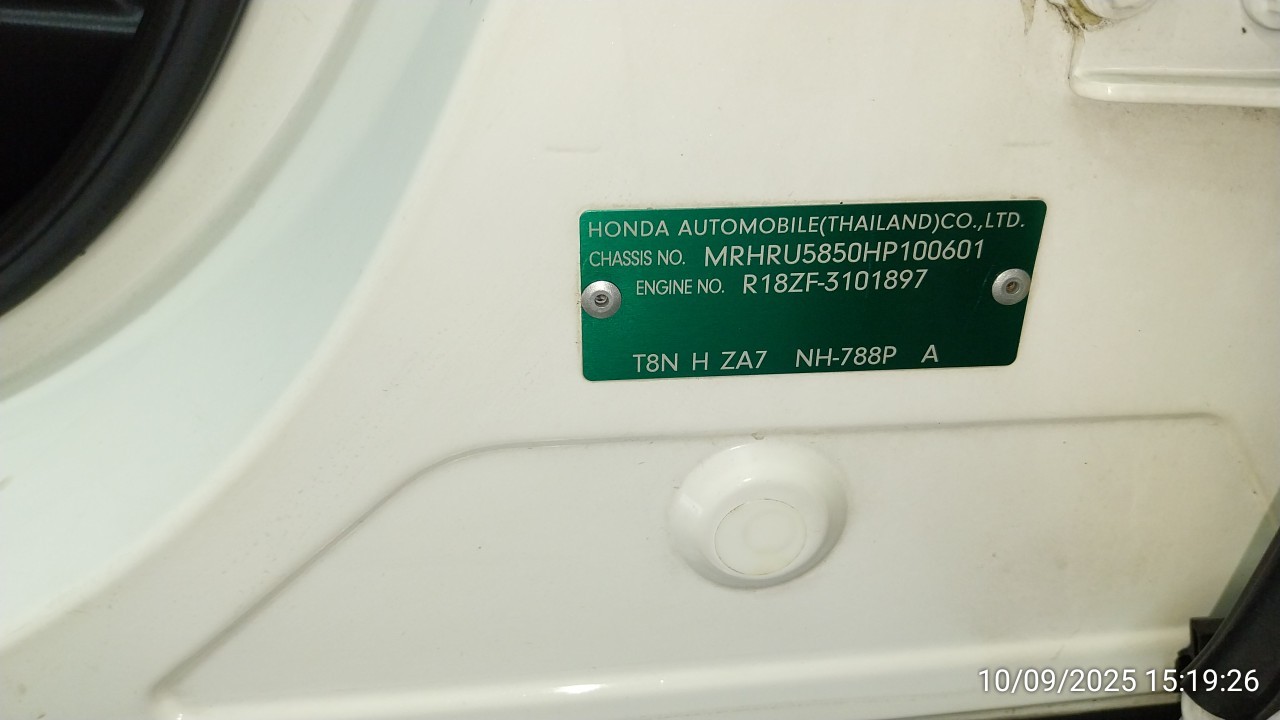 HONDA AUTOMOBILE(THAILAND)CO.,LTD.
CHASSIS NO. MRHRU5850HP100601
ENGINE NO. R18ZF-3101897
T8N H ZA7 NH-788P A
10/09/2025 15:19:26